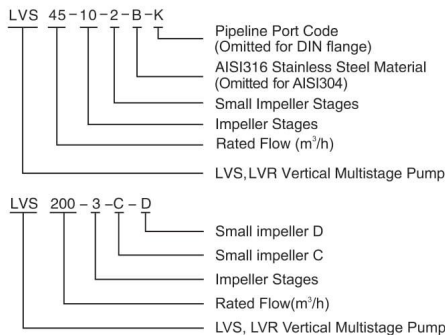 LVS 45-10-2-B-K
Pipeline Port Code
(Omitted for DIN flange)
AISI316 Stainless Steel Material
(Omitted for AISI304)
Small Impeller Stages
Impeller Stages
Rated Flow (m³/h)
LVS,LVR Vertical Multistage Pump
LVS 200-3-C-D
Small impeller D
Small impeller C
Impeller Stages
Rated Flow(m³/h)
LVS, LVR Vertical Multistage Pump